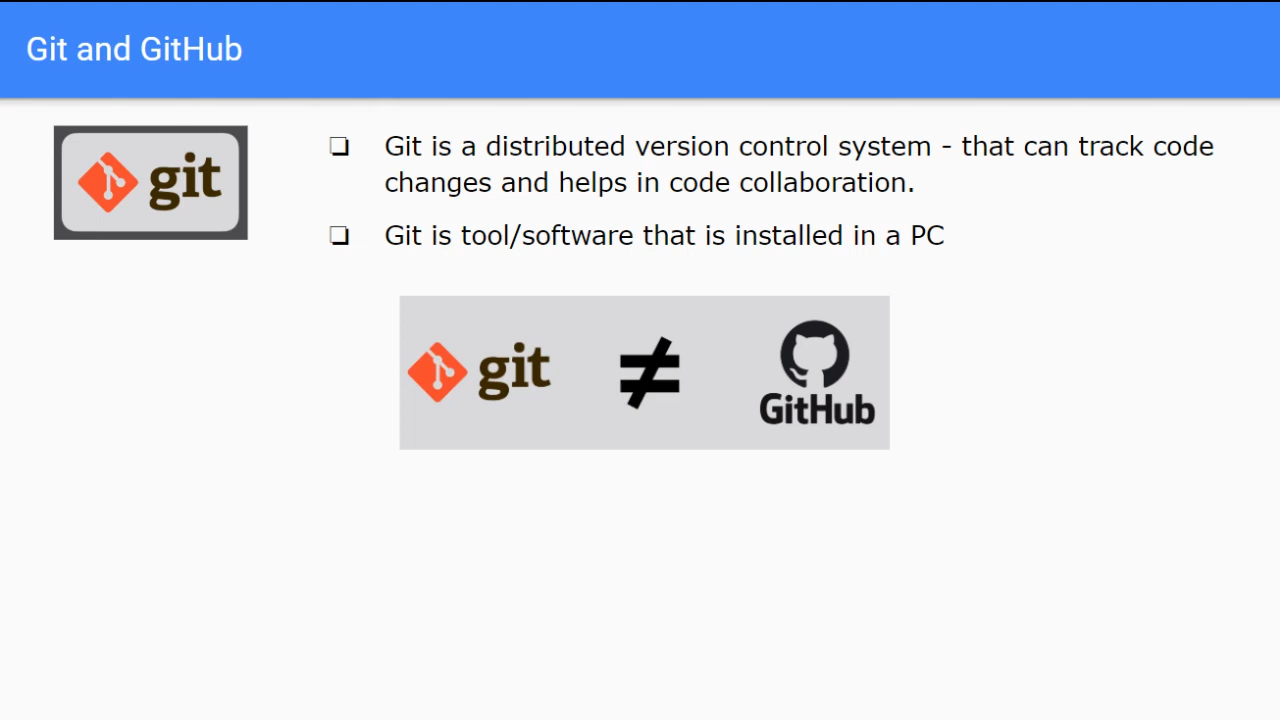 Git and GitHub
git
Git is a distributed version control system - that can track code
changes and helps in code collaboration.
Git is tool/software that is installed in a PC
git
≠
GitHub